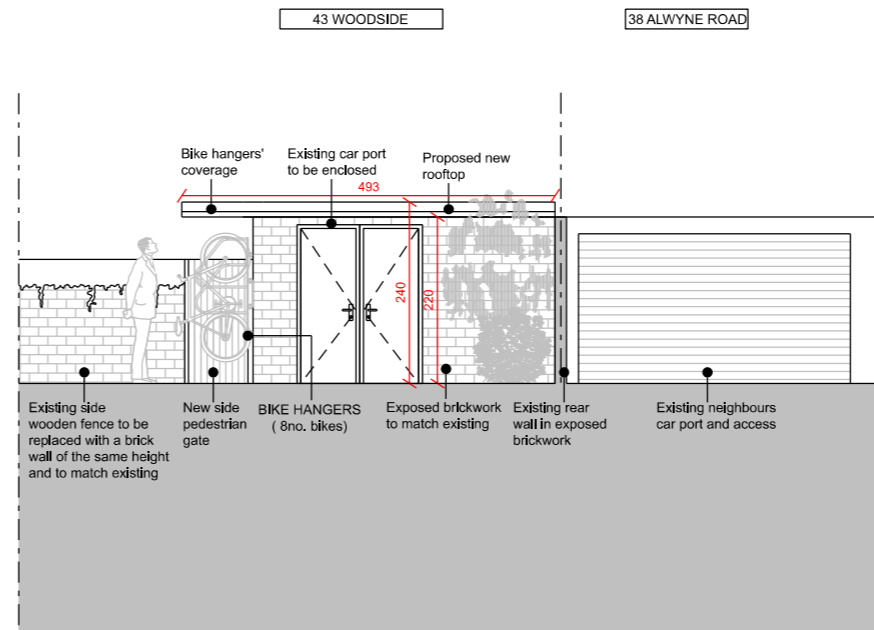 43 WOODSIDE
38 ALWYNE ROAD
Bike hangers'
coverage
Existing car port
to be enclosed
Proposed new
rooftop
493
240
220
Existing side
wooden fence to be
replaced with a brick
wall of the same height
and to match existing
New side
pedestrian
gate
BIKE HANGERS
( 8no. bikes)
Exposed brickwork
to match existing
Existing rear
wall in exposed
brickwork
Existing neighbours
car port and access